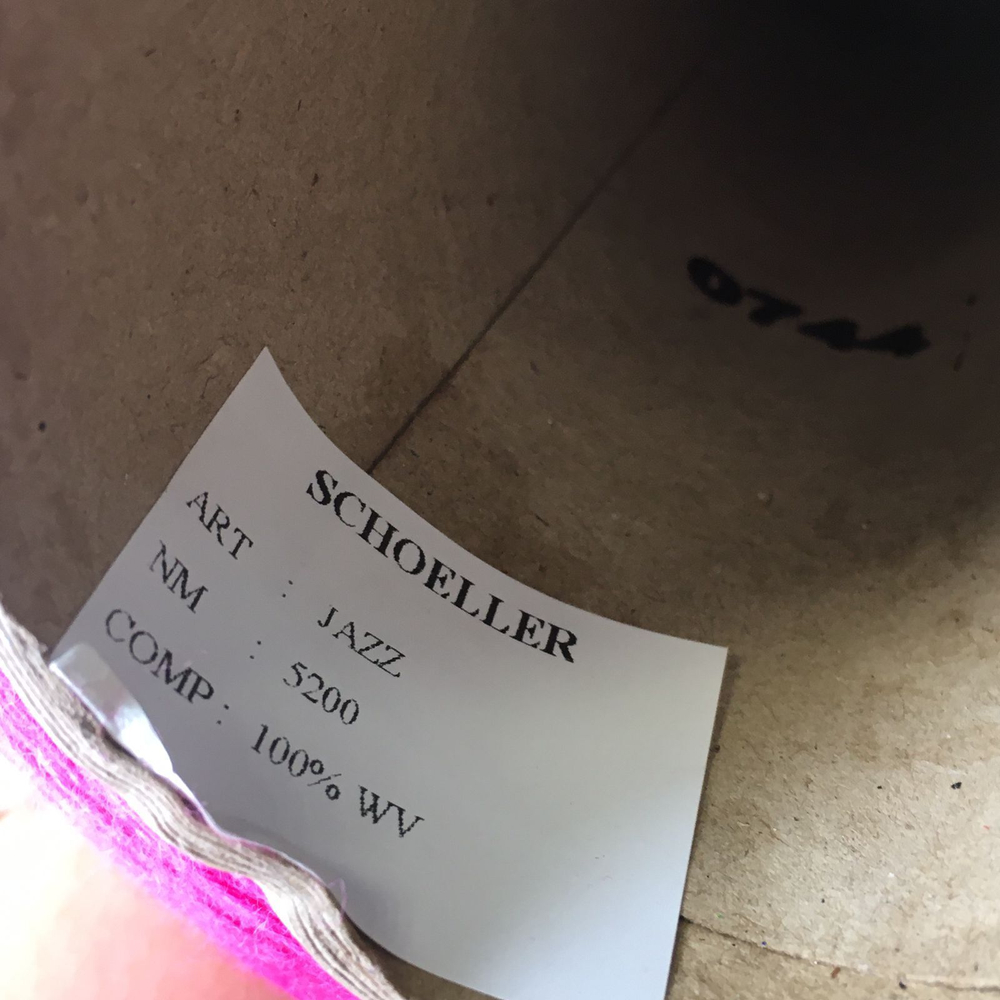 SCHOELLER
ART : JAZZ
NM : 5200
COMP : 100% WV
0744